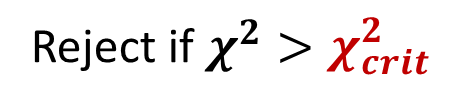 Reject if χ² > χ²crit